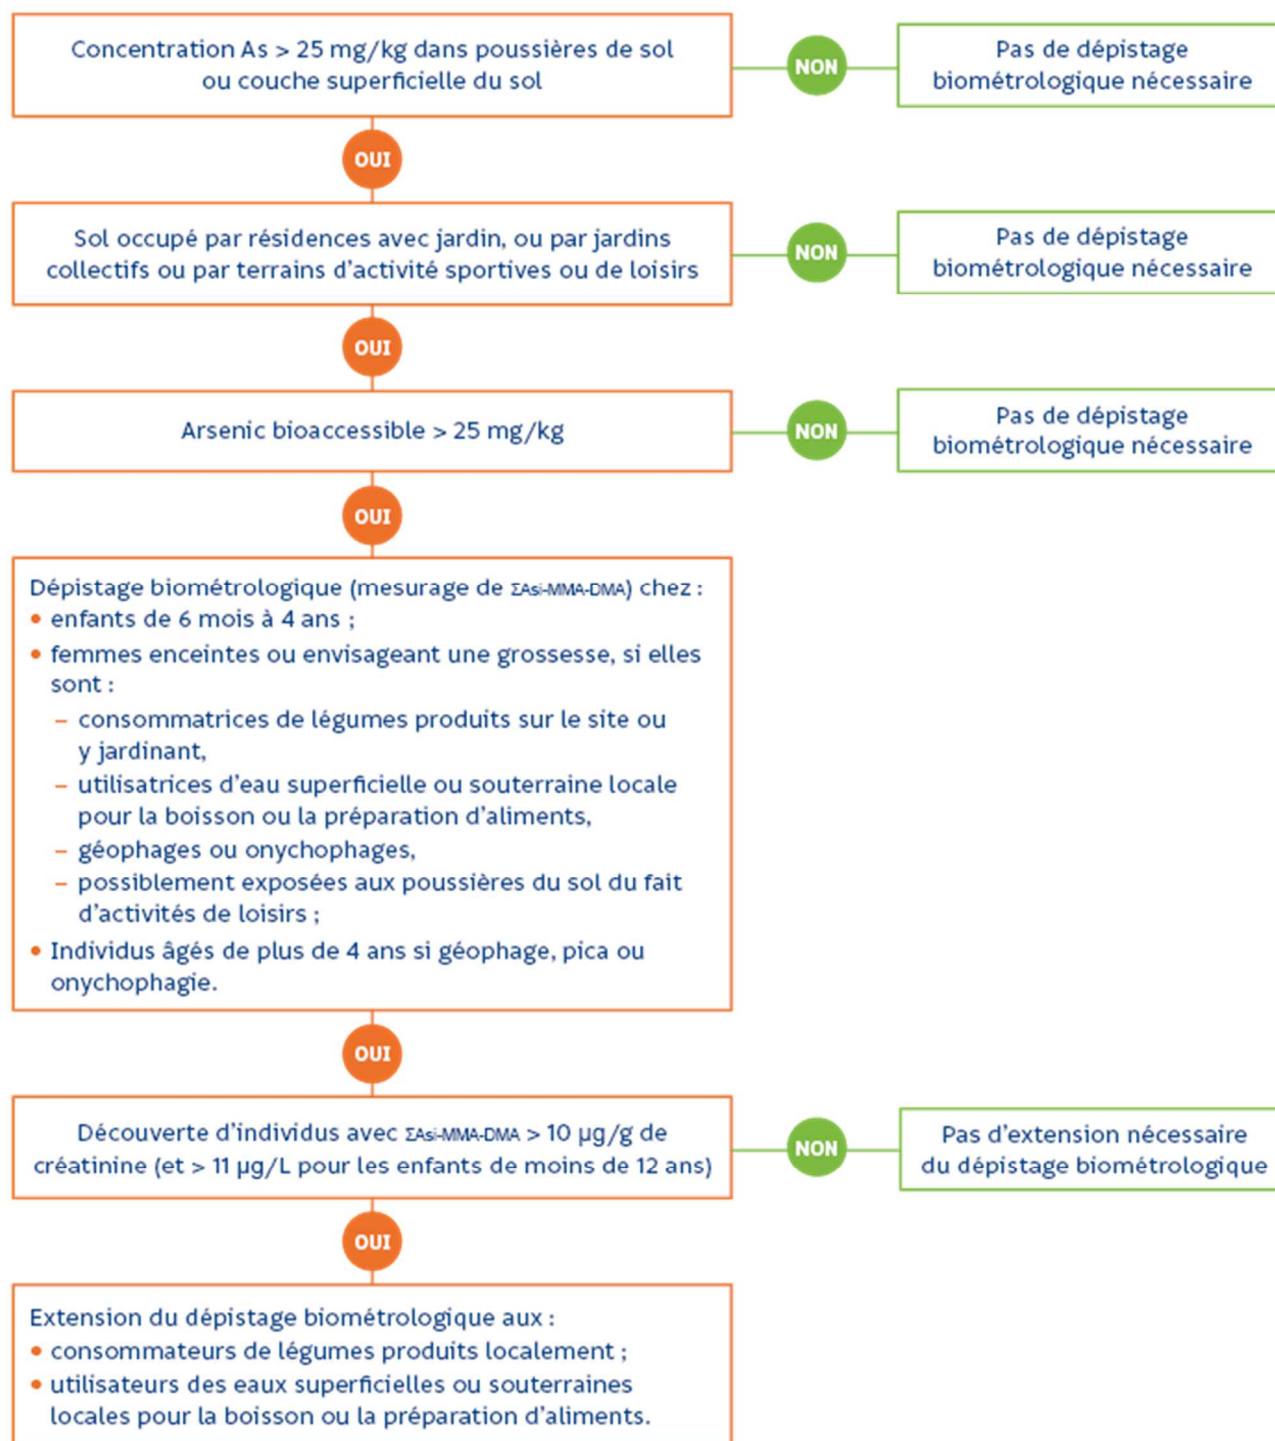 Concentration As > 25 mg/kg dans poussières de sol
ou couche superficielle du sol
NON
Pas de dépistage
biométrologique nécessaire
OUI
Sol occupé par résidences avec jardin, ou par jardins
collectifs ou par terrains d'activité sportives ou de loisirs
NON
Pas de dépistage
biométrologique nécessaire
OUI
Arsenic bioaccessible > 25 mg/kg
NON
Pas de dépistage
biométrologique nécessaire
OUI
Dépistage biométrologique (mesurage de ΣAsi-MMA-DMA) chez :
• enfants de 6 mois à 4 ans ;
• femmes enceintes ou envisageant une grossesse, si elles
sont :
– consommatrices de légumes produits sur le site ou
y jardinant,
– utilisatrices d'eau superficielle ou souterraine locale
pour la boisson ou la préparation d'aliments,
– géophages ou onychophages,
– possiblement exposées aux poussières du sol du fait
d'activités de loisirs ;
• Individus âgés de plus de 4 ans si géophage, pica ou
onychophagie.
OUI
Découverte d'individus avec ΣAsi-MMA-DMA > 10 µg/g de
créatinine (et > 11 µg/L pour les enfants de moins de 12 ans)
NON
Pas d'extension nécessaire
du dépistage biométrologique
OUI
Extension du dépistage biométrologique aux :
• consommateurs de légumes produits localement ;
• utilisateurs des eaux superficielles ou souterraines
locales pour la boisson ou la préparation d'aliments.